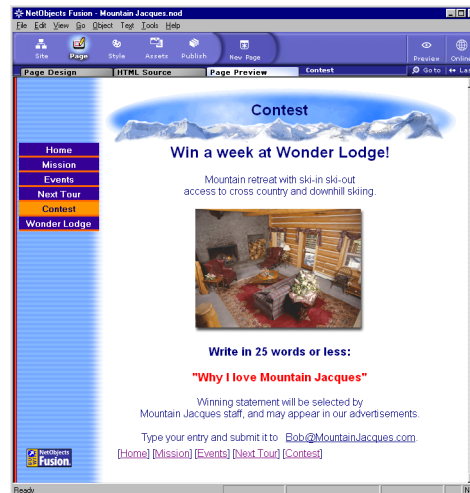 NetObjects Fusion - Mountain Jacques.nod
File Edit View Go Object Text Tools Help
Site Page Style Assets Publish New Page Preview Online
Page Design HTML Source Page Preview Contest Go to
Contest
Home
Mission
Events
Next Tour
Contest
Wonder Lodge
Win a week at Wonder Lodge!
Mountain retreat with ski-in ski-out
access to cross country and downhill skiing.
Write in 25 words or less:
"Why I love Mountain Jacques"
Winning statement will be selected by
Mountain Jacques staff, and may appear in our advertisements.
Type your entry and submit it to Bob@MountainJacques.com.
[Home] [Mission] [Events] [Next Tour] [Contest]
NetObjects
Fusion
Ready